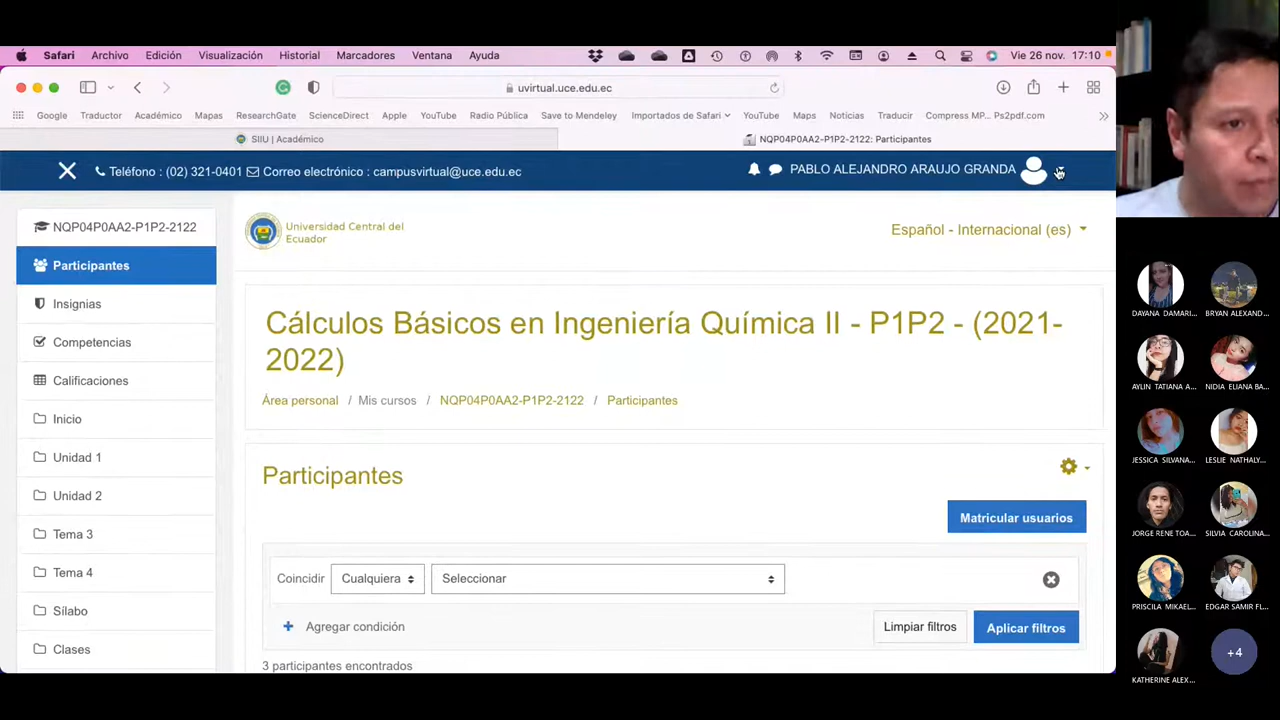 Safari Archivo Edición Visualización Historial Marcadores Ventana Ayuda Vie 26 nov. 17:10
uvirtual.uce.edu.ec
Google Traductor Académico Mapas ResearchGate ScienceDirect Apple YouTube Radio Pública Save to Mendeley Importados de Safari YouTube Maps Noticias Traducir Compress MP... Ps2pdf.com
SIIU | Académico NQP04P0AA2-P1P2-2122: Participantes
Teléfono : (02) 321-0401 Correo electrónico : campusvirtual@uce.edu.ec PABLO ALEJANDRO ARAUJO GRANDA
NQP04P0AA2-P1P2-2122
Participantes
Insignias
Competencias
Calificaciones
Inicio
Unidad 1
Unidad 2
Tema 3
Tema 4
Sílabo
Clases
Universidad Central del
Ecuador
Español - Internacional (es)
Cálculos Básicos en Ingeniería Química II - P1P2 - (2021-
2022)
Área personal / Mis cursos / NQP04P0AA2-P1P2-2122 / Participantes
Participantes
Matricular usuarios
Coincidir Cualquiera Seleccionar
Agregar condición Limpiar filtros Aplicar filtros
3 participantes encontrados
DAYANA DAMARI... BRYAN ALEXAND...
AYLIN TATIANA A... NIDIA ELIANA BA...
JESSICA SILVANA... LESLIE NATHALY...
JORGE RENE TOA... SILVIA CAROLINA...
PRISCILA MIKAEL... EDGAR SAMIR FL...
+4
KATHERINE ALEX...